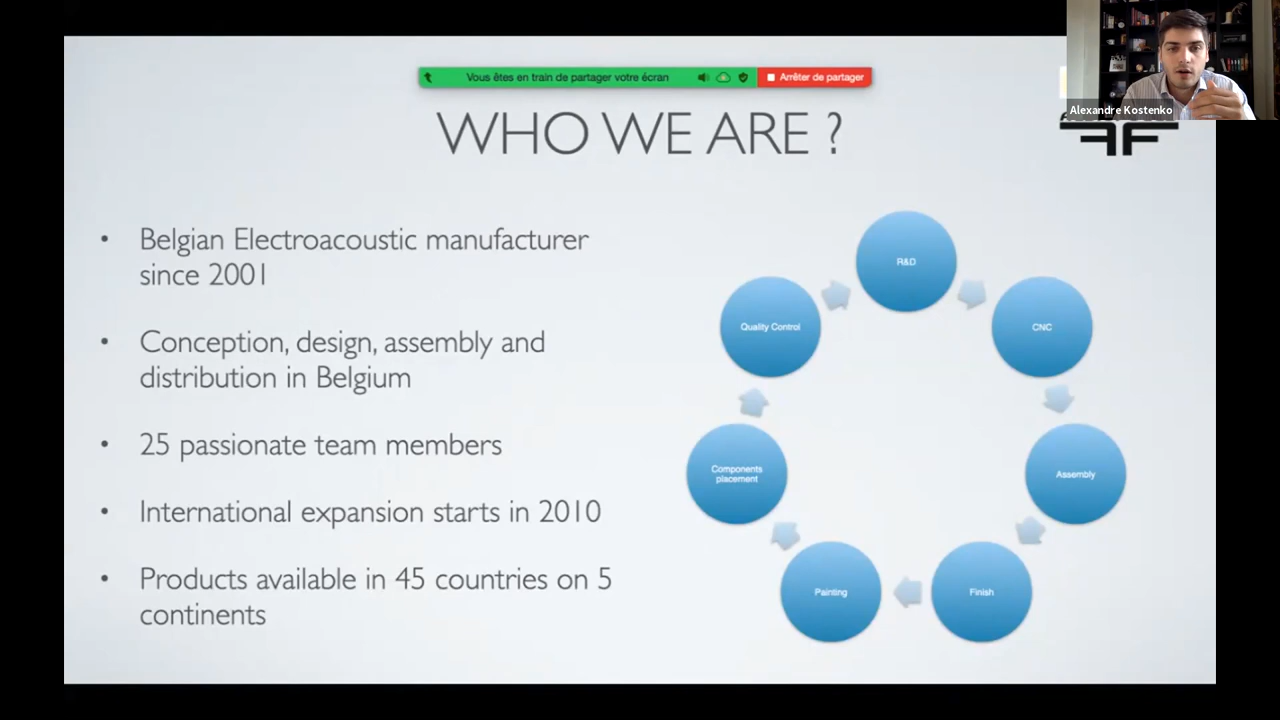 Vous êtes en train de partager votre écran
Arrêter de partager
Alexandre Kostenko
WHO WE ARE ?
• Belgian Electroacoustic manufacturer
since 2001
• Conception, design, assembly and
distribution in Belgium
• 25 passionate team members
• International expansion starts in 2010
• Products available in 45 countries on 5
continents
R&D
CNC
Assembly
Finish
Painting
Components
placement
Quality Control